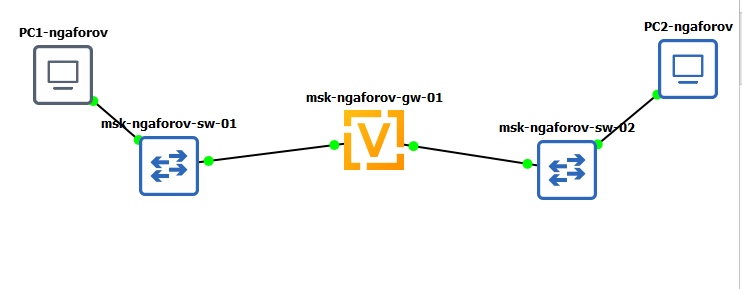 PC1-ngaforov
PC2-ngaforov
msk-ngaforov-gw-01
msk-ngaforov-sw-01
msk-ngaforov-sw-02
V